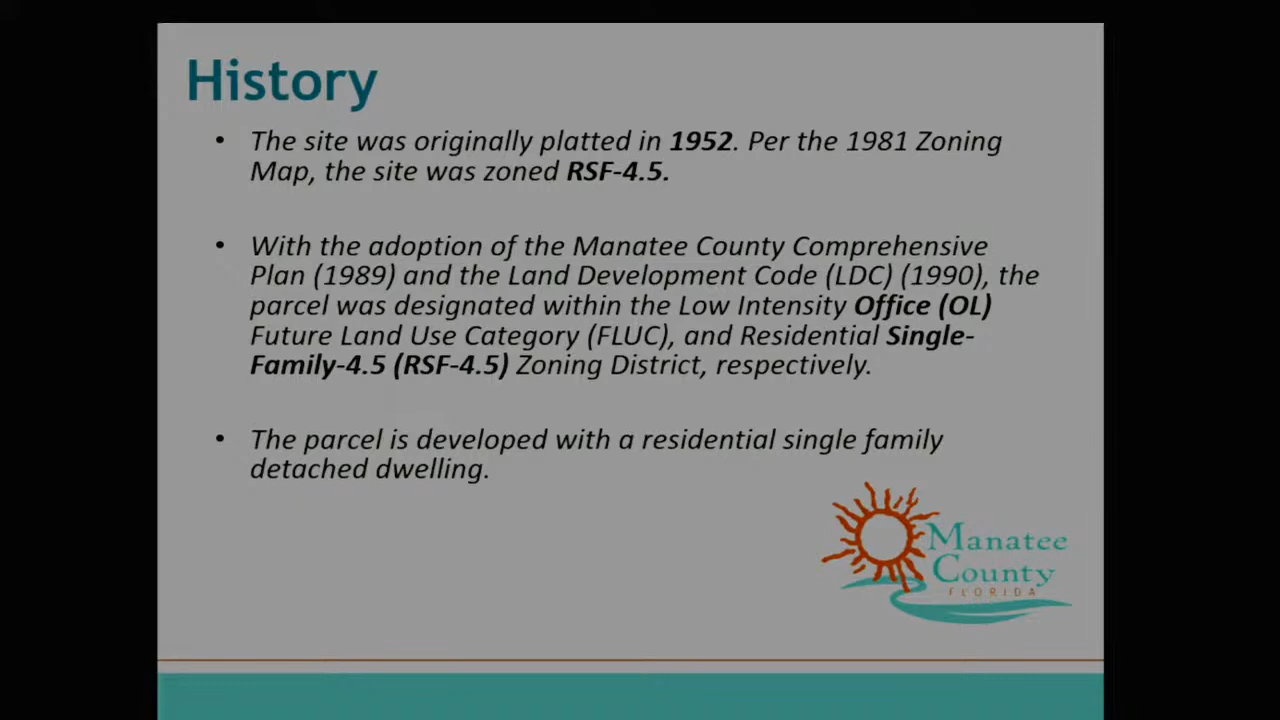 History
• The site was originally platted in 1952. Per the 1981 Zoning
Map, the site was zoned RSF-4.5.
• With the adoption of the Manatee County Comprehensive
Plan (1989) and the Land Development Code (LDC) (1990), the
parcel was designated within the Low Intensity Office (OL)
Future Land Use Category (FLUC), and Residential Single-
Family-4.5 (RSF-4.5) Zoning District, respectively.
• The parcel is developed with a residential single family
detached dwelling.
Manatee
County
FLORIDA